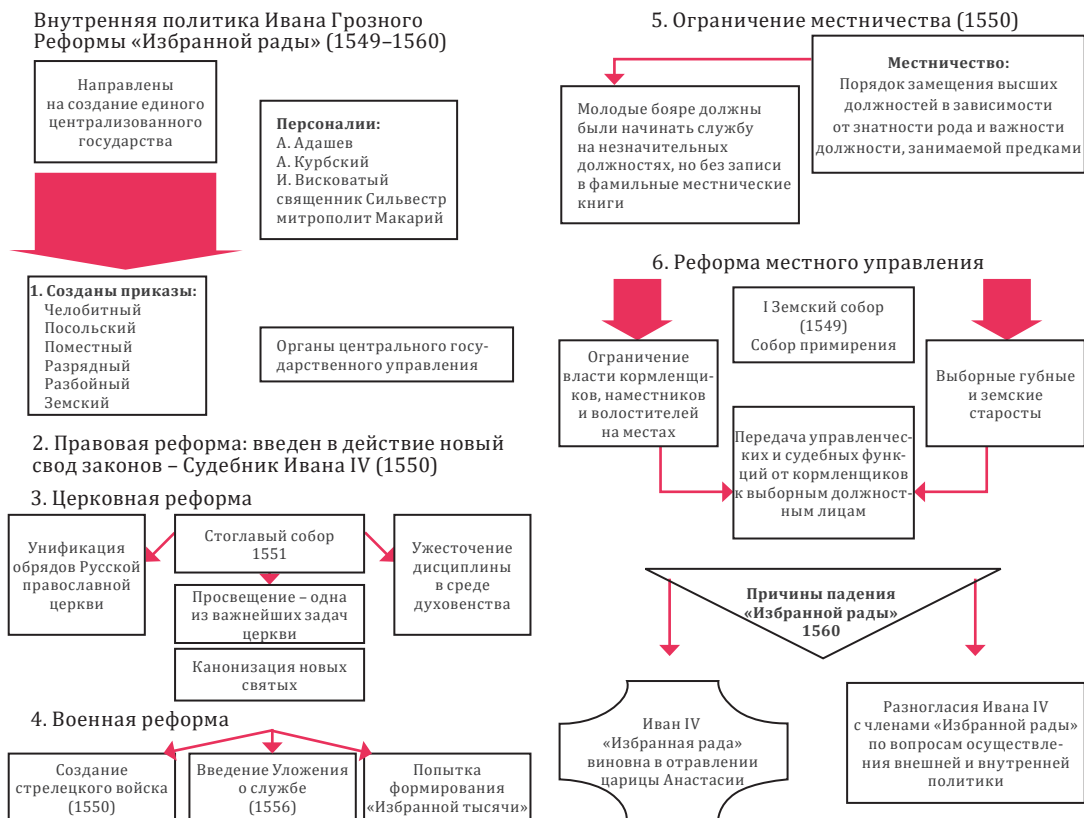 Внутренняя политика Ивана Грозного
Реформы «Избранной рады» (1549–1560)
Направлены
на создание единого
централизованного
государства
Персоналии:
А. Адашев
А. Курбский
И. Висковатый
священник Сильвестр
митрополит Макарий
1. Созданы приказы:
Челобитный
Посольский
Поместный
Разрядный
Разбойный
Земский
Органы центрального госу-
дарственного управления
2. Правовая реформа: введен в действие новый
свод законов – Судебник Ивана IV (1550)
3. Церковная реформа
Унификация
обрядов Русской
православной
церкви
Стоглавый собор
1551
Просвещение – одна
из важнейших задач
церкви
Канонизация новых
святых
Ужесточение
дисциплины
в среде
духовенства
4. Военная реформа
Создание
стрелецкого войска
(1550)
Введение Уложения
о службе
(1556)
Попытка
формирования
«Избранной тысячи»
5. Ограничение местничества (1550)
Местничество:
Порядок замещения высших
должностей в зависимости
от знатности рода и важности
должности, занимаемой предками
Молодые бояре должны
были начинать службу
на незначительных
должностях, но без записи
в фамильные местнические
книги
6. Реформа местного управления
I Земский собор
(1549)
Собор примирения
Ограничение
власти кормленщи-
ков, наместников
и волостителей
на местах
Выборные губные
и земские
старосты
Передача управленчес-
ких и судебных функ-
ций от кормленщиков
к выборным должност-
ным лицам
Причины падения
«Избранной рады»
1560
Иван IV
«Избранная рада»
виновна в отравлении
царицы Анастасии
Разногласия Ивана IV
с членами «Избранной рады»
по вопросам осуществле-
ния внешней и внутренней
политики